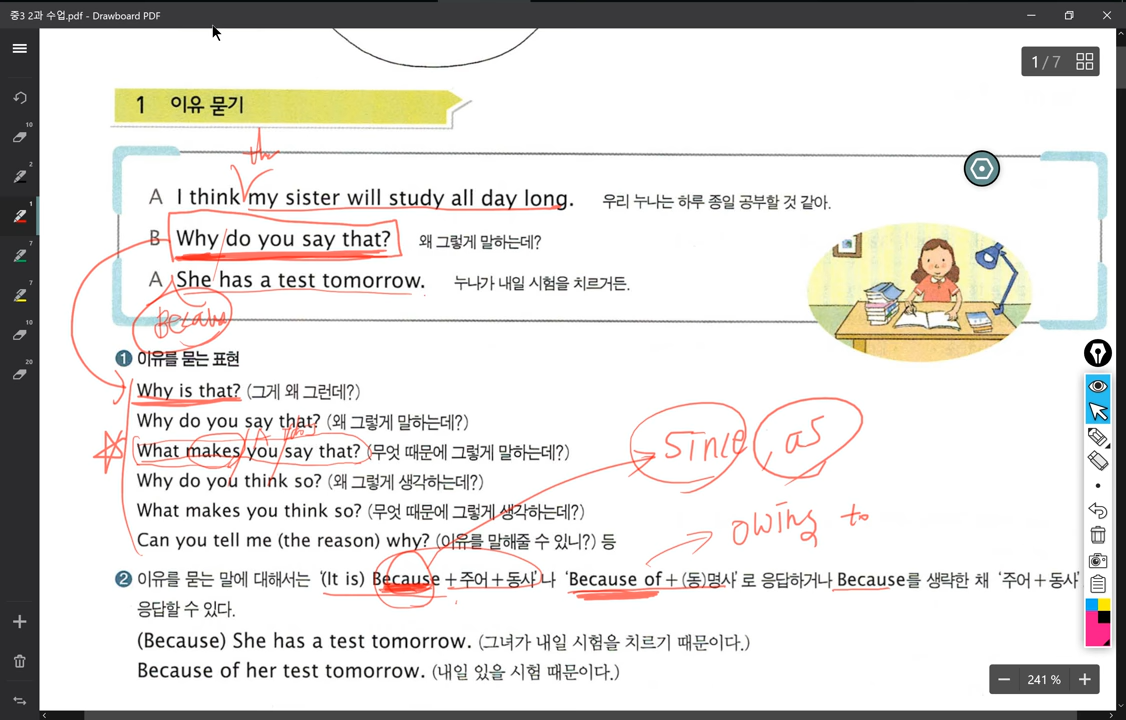 중3 2과 수업.pdf - Drawboard PDF
1 / 7
1 이유 묻기
the
A I think my sister will study all day long. 우리 누나는 하루 종일 공부할 것 같아.
B Why do you say that? 왜 그렇게 말하는데?
A She has a test tomorrow. 누나가 내일 시험을 치르거든.
1 이유를 묻는 표현
Why is that? (그게 왜 그런데?)
Why do you say that? (왜 그렇게 말하는데?)
What makes you say that? (무엇 때문에 그렇게 말하는데?)
Why do you think so? (왜 그렇게 생각하는데?)
What makes you think so? (무엇 때문에 그렇게 생각하는데?)
Can you tell me (the reason) why? (이유를 말해줄 수 있니?) 등
since, as
owing to
2 이유를 묻는 말에 대해서는 ‘(It is) Because +주어+동사’나 ‘Because of+(동)명사’로 응답하거나 Because를 생략한 채 ‘주어+동사’
응답할 수 있다.
(Because) She has a test tomorrow. (그녀가 내일 시험을 치르기 때문이다.)
Because of her test tomorrow. (내일 있을 시험 때문이다.)
241 %
10
2
1
7
7
10
20